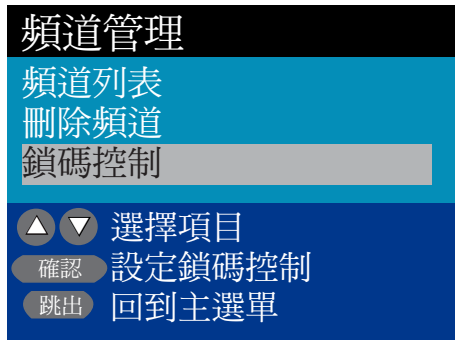 頻道管理
頻道列表
刪除頻道
鎖碼控制
選擇項目
確認 設定鎖碼控制
跳出 回到主選單